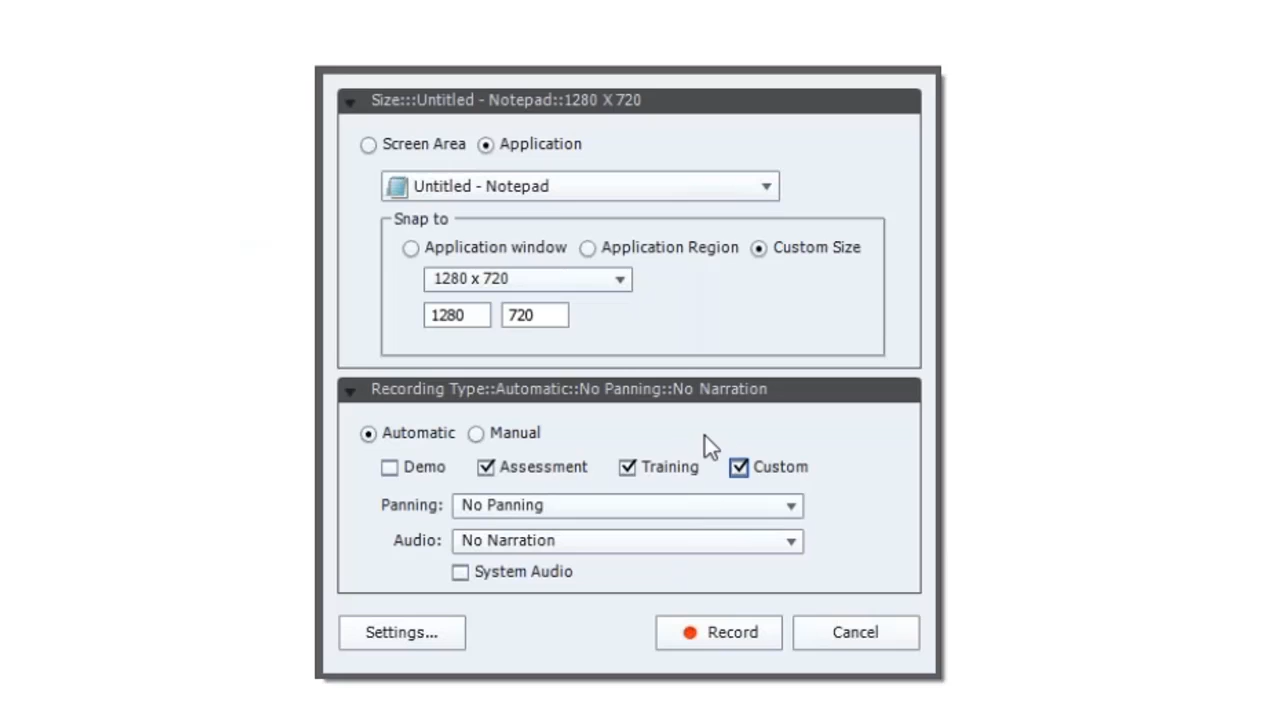 Size:::Untitled - Notepad::1280 X 720
Screen Area Application
Untitled - Notepad
Snap to
Application window Application Region Custom Size
1280 x 720
1280 720
Recording Type::Automatic::No Panning::No Narration
Automatic Manual
Demo Assessment Training Custom
Panning: No Panning
Audio: No Narration
System Audio
Settings... Record Cancel